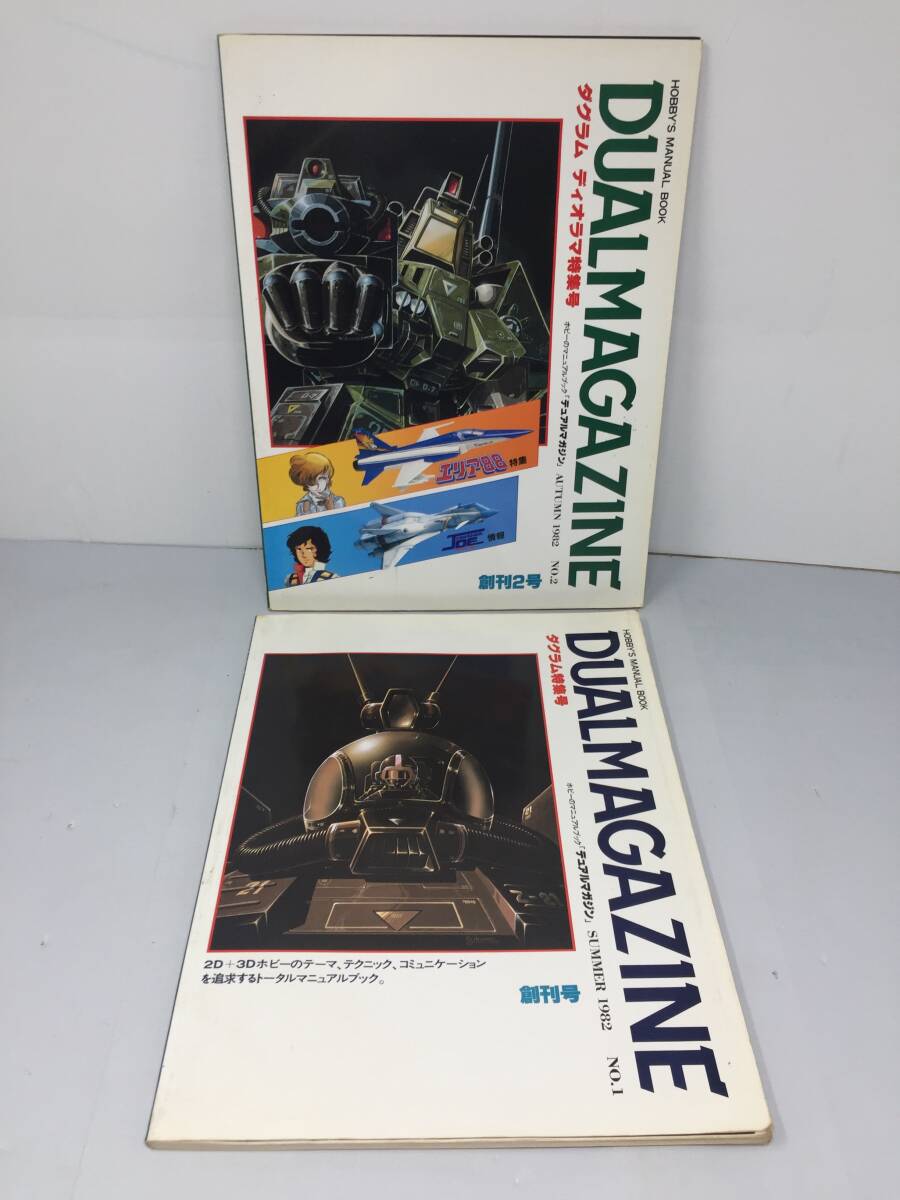 HOBBY'S MANUAL BOOK
DUALMAGAZINE
ダグラム ディオラマ特集号
ホビーのマニュアルブック「デュアルマガジン」 AUTUMN 1982 NO.2
エリア88 特集
JOE 情報
創刊2号
HOBBY'S MANUAL BOOK
DUALMAGAZINE
ダグラム特集号
ホビーのマニュアルブック「デュアルマガジン」 SUMMER 1982 NO.1
2D+3Dホビーのテーマ、テクニック、コミュニケーション
を追求するトータルマニュアルブック。
創刊号